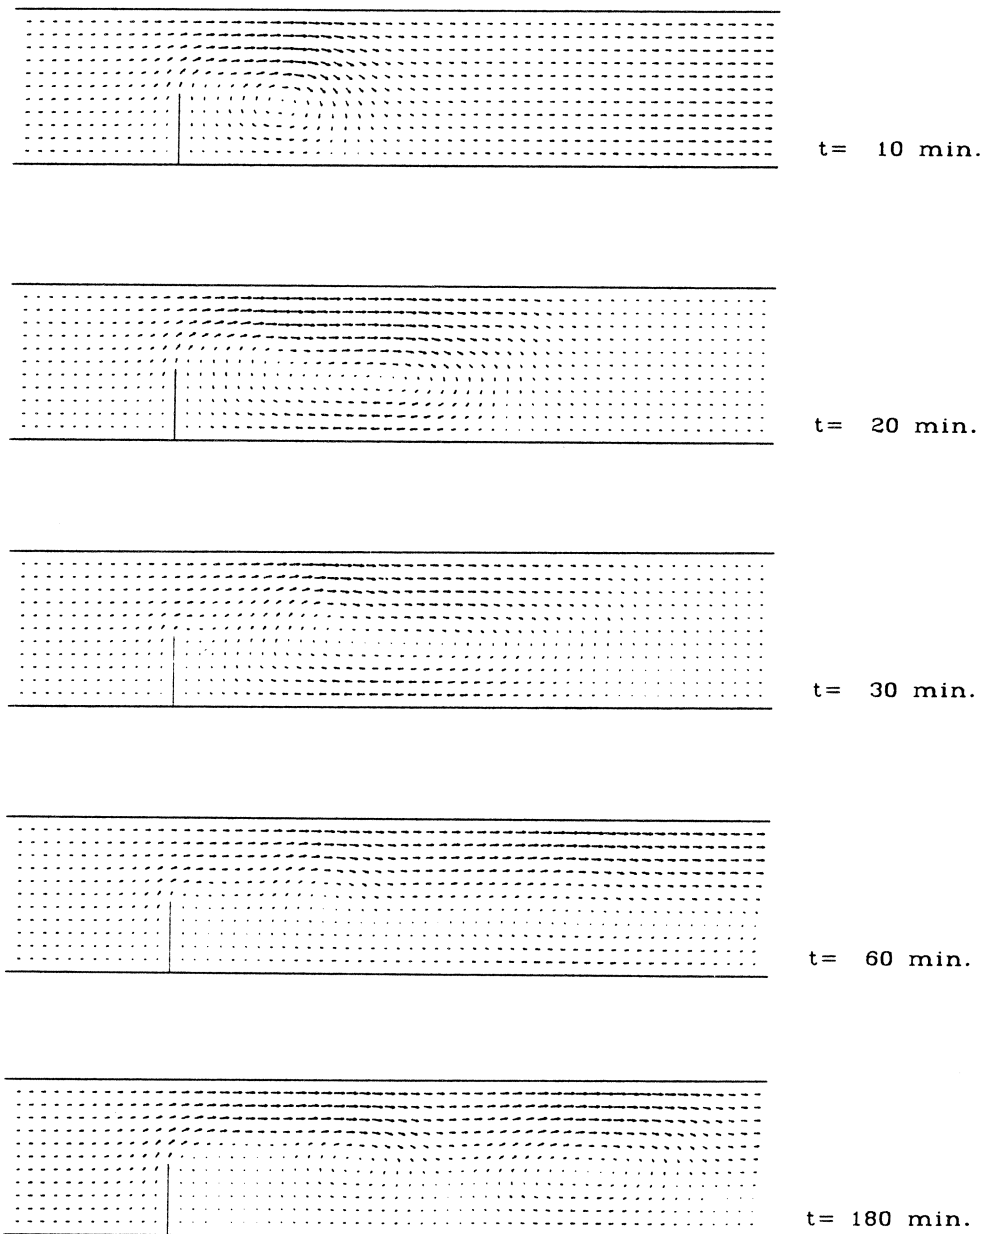 t= 10 min.
t= 20 min.
t= 30 min.
t= 60 min.
t= 180 min.